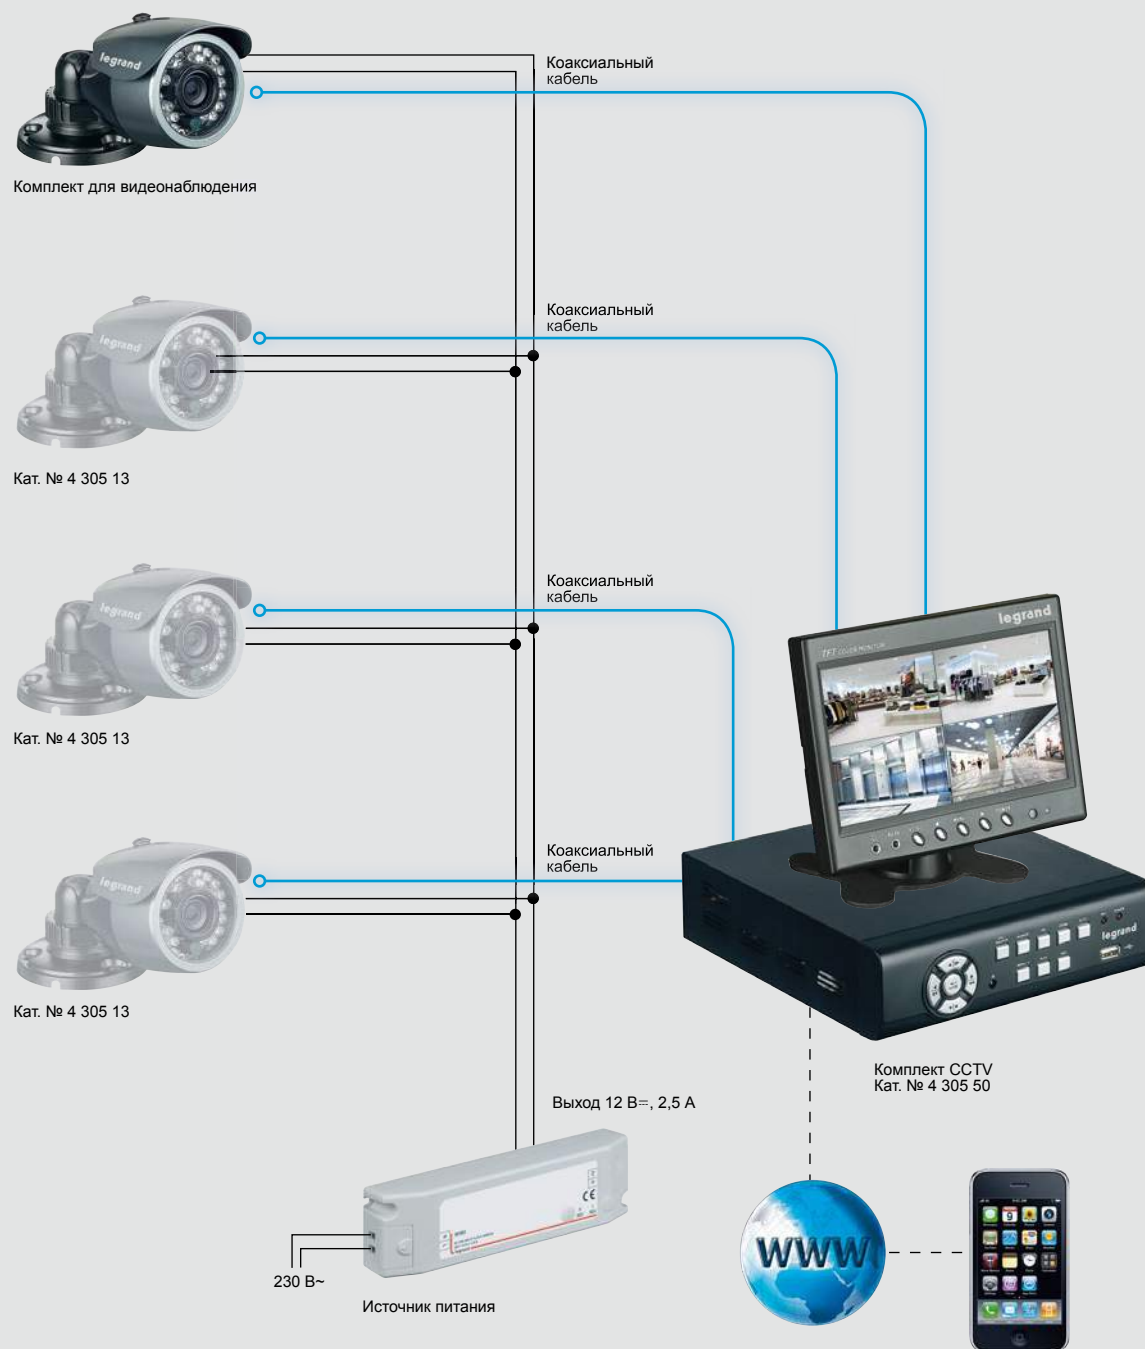 legrand
Коаксиальный
кабель
Комплект для видеонаблюдения
legrand
Коаксиальный
кабель
Кат. № 4 305 13
legrand
Коаксиальный
кабель
legrand
TFT COLOR MONITOR
Кат. № 4 305 13
legrand
Коаксиальный
кабель
legrand
Кат. № 4 305 13
Комплект CCTV
Кат. № 4 305 50
Выход 12 В=, 2,5 А
CE
230 В~
Источник питания
WWW